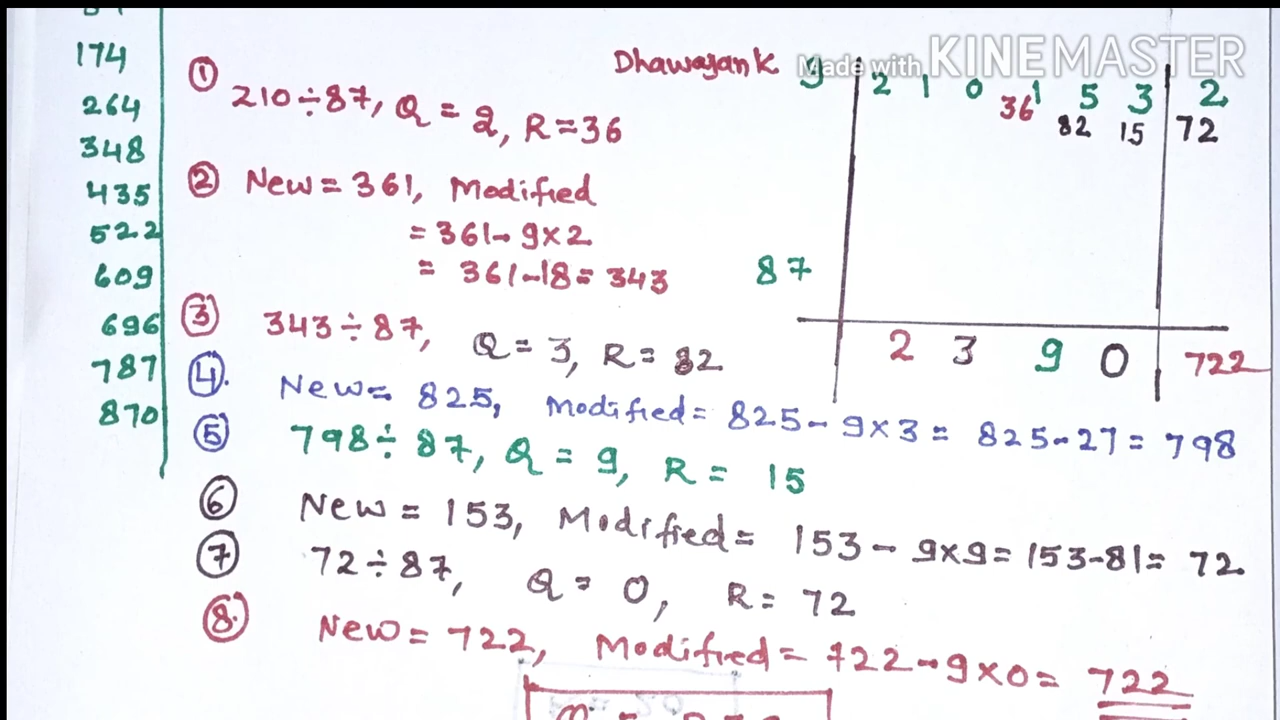 174
264
348
435
522
609
696
787
870
① 210÷87, Q = 2, R=36
② New = 361, Modified
= 361-9×2
= 361-18= 343
③ 343÷87, Q = 3, R= 82
④. New= 825, Modified= 825- 9×3= 825-27= 798
⑤ 798÷87, Q = 9, R= 15
⑥ New= 153, Modified= 153- 9×9=153-81= 72
⑦ 72÷87, Q = 0, R= 72
⑧. New= 722, Modified= 722-9×0= 722
Dhawajank 9 2 1 0 1 5 3 2
36 82 15 72
87
2 3 9 0 722
Made with KINEMASTER